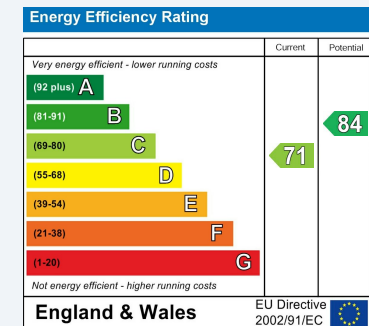 Energy Efficiency Rating
Current Potential
Very energy efficient - lower running costs
(92 plus) A
(81-91) B
(69-80) C
(55-68) D
(39-54) E
(21-38) F
(1-20) G
71
84
Not energy efficient - higher running costs
England & Wales
EU Directive
2002/91/EC